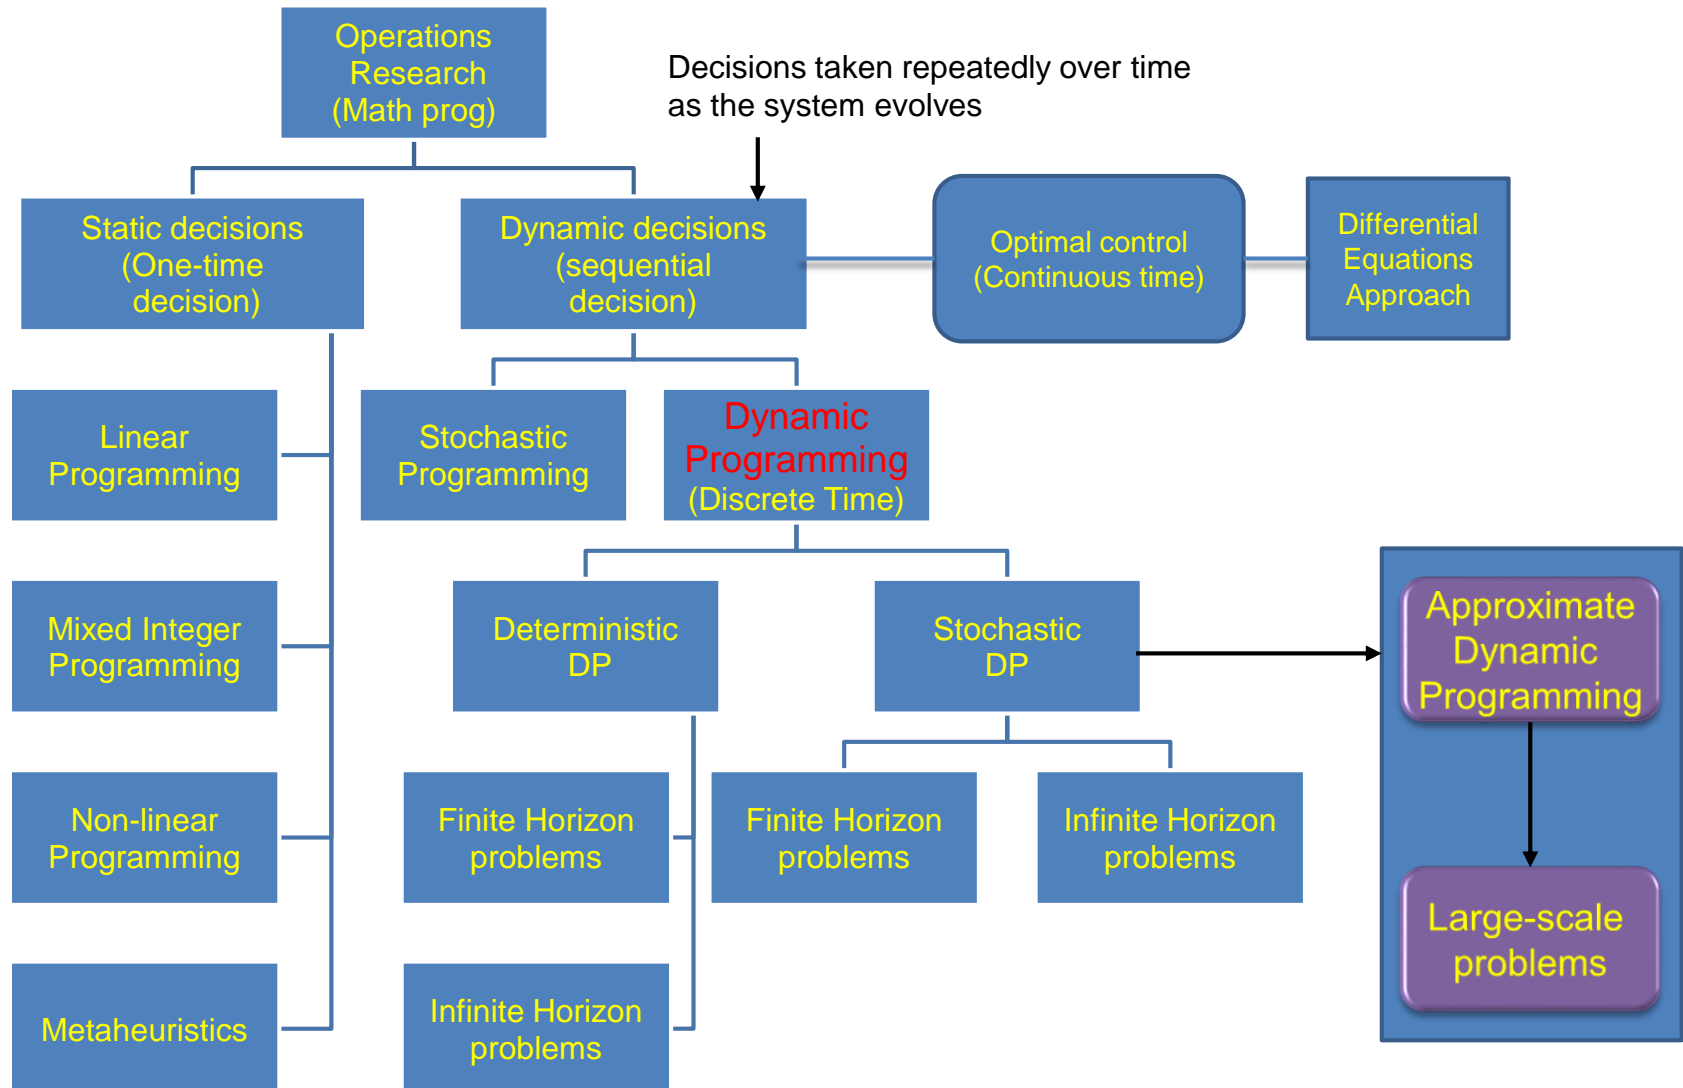 Operations
Research
(Math prog)
Decisions taken repeatedly over time
as the system evolves
Static decisions
(One-time
decision)
Dynamic decisions
(sequential
decision)
Optimal control
(Continuous time)
Differential
Equations
Approach
Linear
Programming
Stochastic
Programming
Dynamic
Programming
(Discrete Time)
Mixed Integer
Programming
Deterministic
DP
Stochastic
DP
Approximate
Dynamic
Programming
Non-linear
Programming
Finite Horizon
problems
Finite Horizon
problems
Infinite Horizon
problems
Large-scale
problems
Metaheuristics
Infinite Horizon
problems